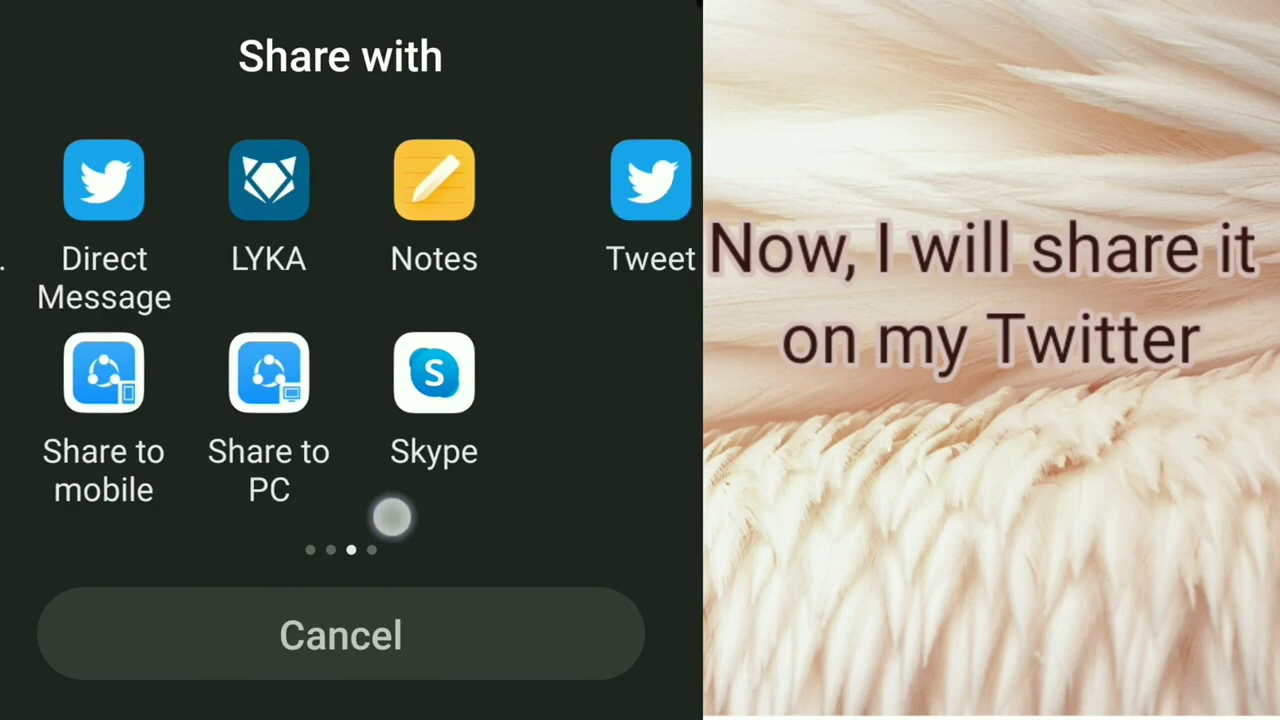 Share with
Direct
Message
LYKA
Notes
Tweet
Share to
mobile
Share to
PC
S
Skype
Cancel
Now, I will share it
on my Twitter